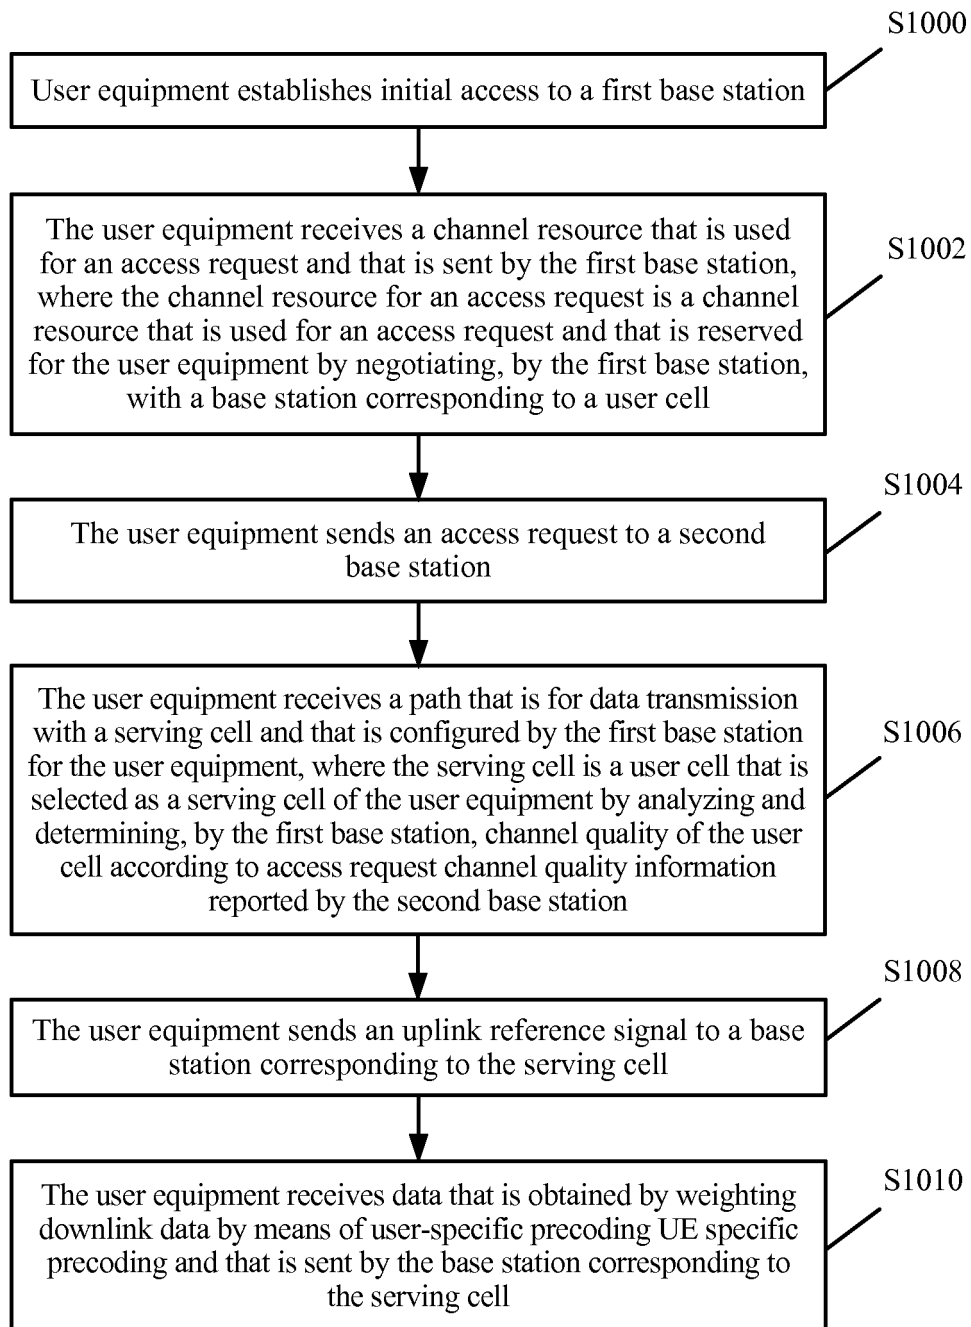 S1000
User equipment establishes initial access to a first base station
S1002
The user equipment receives a channel resource that is used
for an access request and that is sent by the first base station,
where the channel resource for an access request is a channel
resource that is used for an access request and that is reserved
for the user equipment by negotiating, by the first base station,
with a base station corresponding to a user cell
S1004
The user equipment sends an access request to a second
base station
S1006
The user equipment receives a path that is for data transmission
with a serving cell and that is configured by the first base station
for the user equipment, where the serving cell is a user cell that is
selected as a serving cell of the user equipment by analyzing and
determining, by the first base station, channel quality of the user
cell according to access request channel quality information
reported by the second base station
S1008
The user equipment sends an uplink reference signal to a base
station corresponding to the serving cell
S1010
The user equipment receives data that is obtained by weighting
downlink data by means of user-specific precoding UE specific
precoding and that is sent by the base station corresponding to
the serving cell